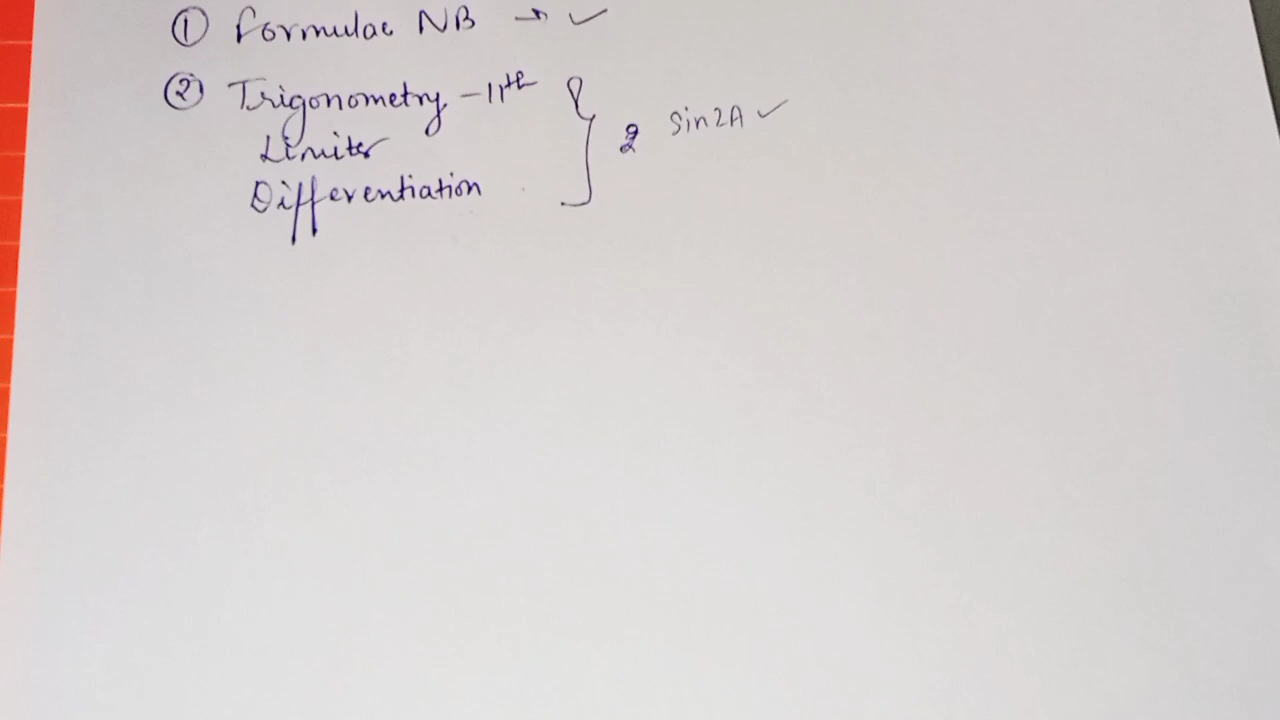 ① Formulae NB → ✓
② Trigonometry - 11th
Limits
Differentiation
} 2 Sin2A ✓